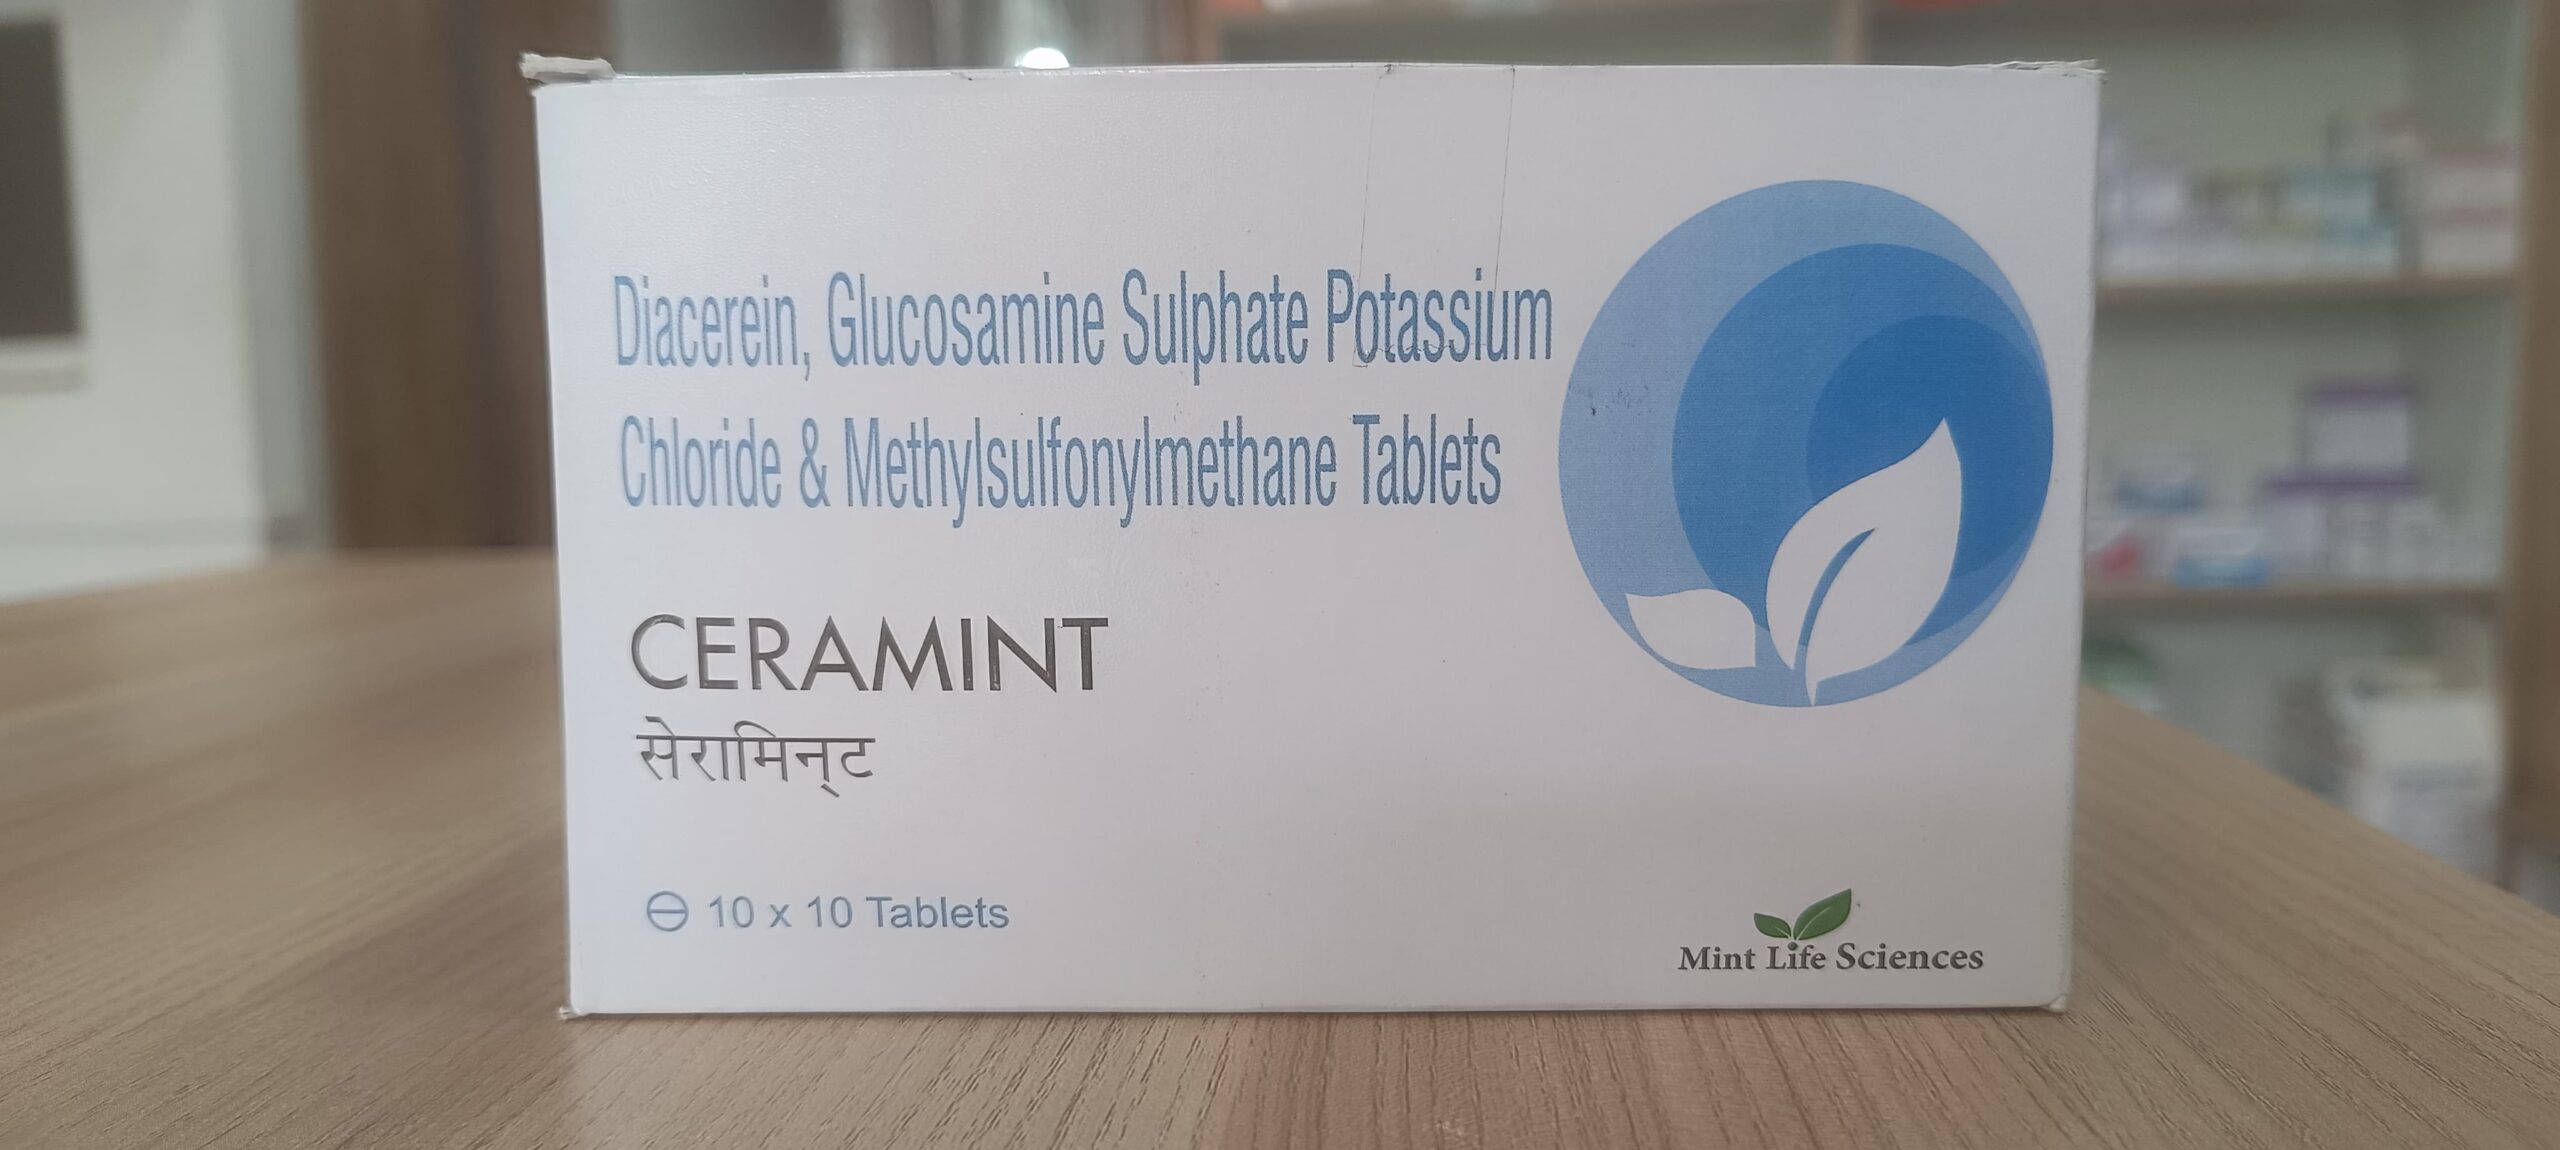 Diacerein, Glucosamine Sulphate Potassium
Chloride & Methylsulfonylmethane Tablets
CERAMINT
सेरामिन्‌ट
10 x 10 Tablets
Mint Life Sciences